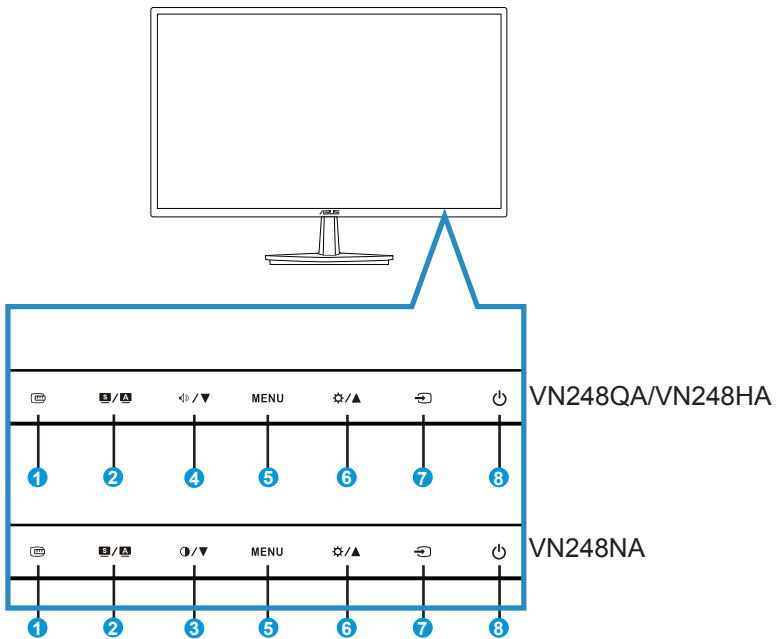 ASUS
S / A / ▼ MENU / ▲ VN248QA/VN248HA
1 2 4 5 6 7 8
S / A / ▼ MENU / ▲ VN248NA
1 2 3 5 6 7 8